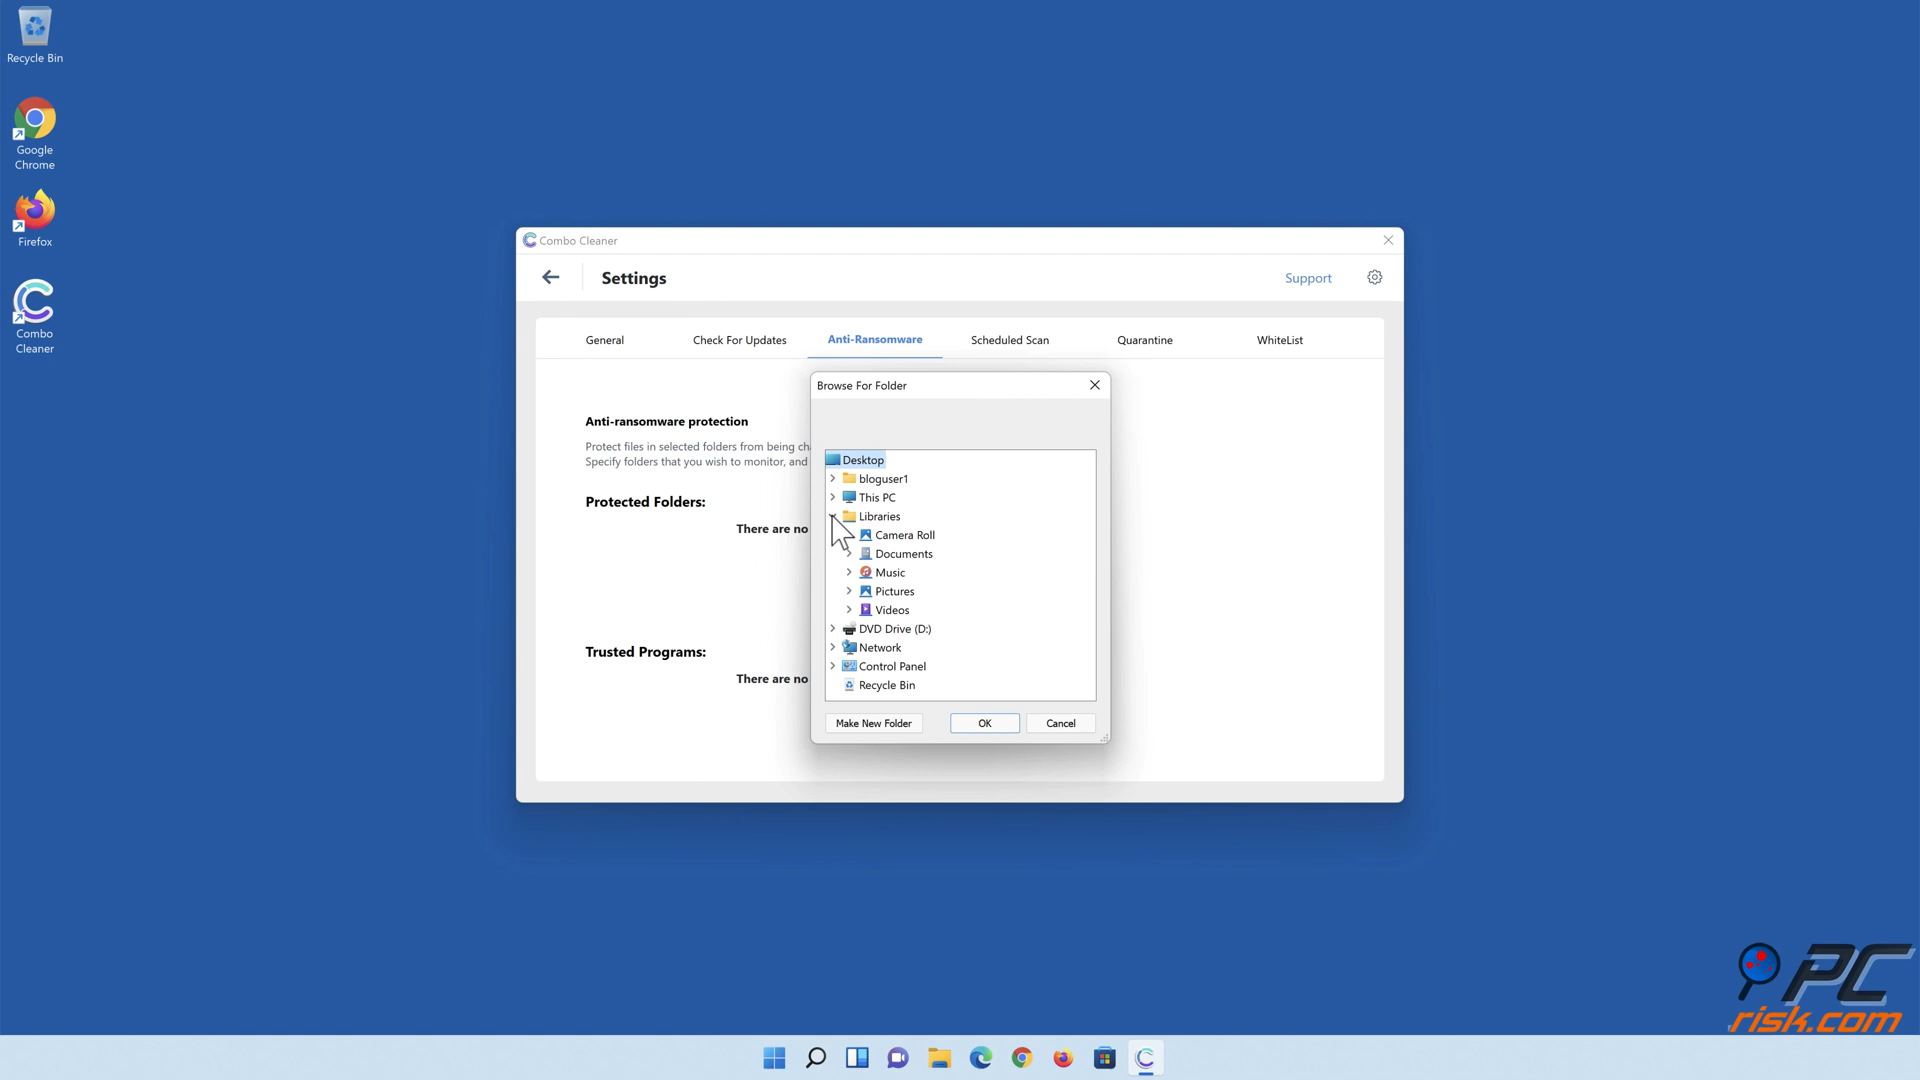 Recycle Bin
Google
Chrome
Firefox
Combo
Cleaner
Combo Cleaner
Settings
Support
General
Check For Updates
Anti-Ransomware
Scheduled Scan
Quarantine
WhiteList
Anti-ransomware protection
Protect files in selected folders from being ch
Specify folders that you wish to monitor, and
Protected Folders:
There are no
Trusted Programs:
There are no
Browse For Folder
Desktop
bloguser1
This PC
Libraries
Camera Roll
Documents
Music
Pictures
Videos
DVD Drive (D:)
Network
Control Panel
Recycle Bin
Make New Folder
OK
Cancel
PC
risk.com